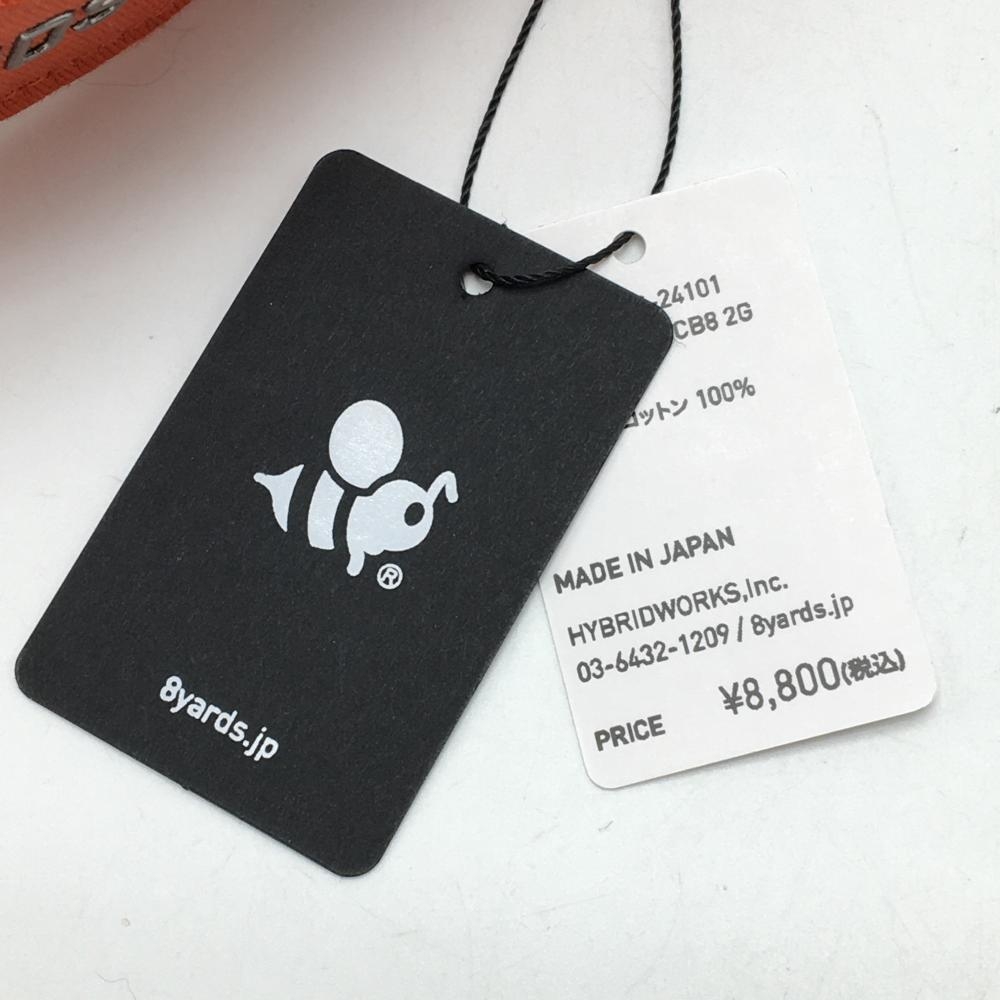 8yards.jp
®
-24101
CB8 2G
コットン 100%
MADE IN JAPAN
HYBRIDWORKS,Inc.
03-6432-1209 / 8yards.jp
PRICE ¥8,800(税込)